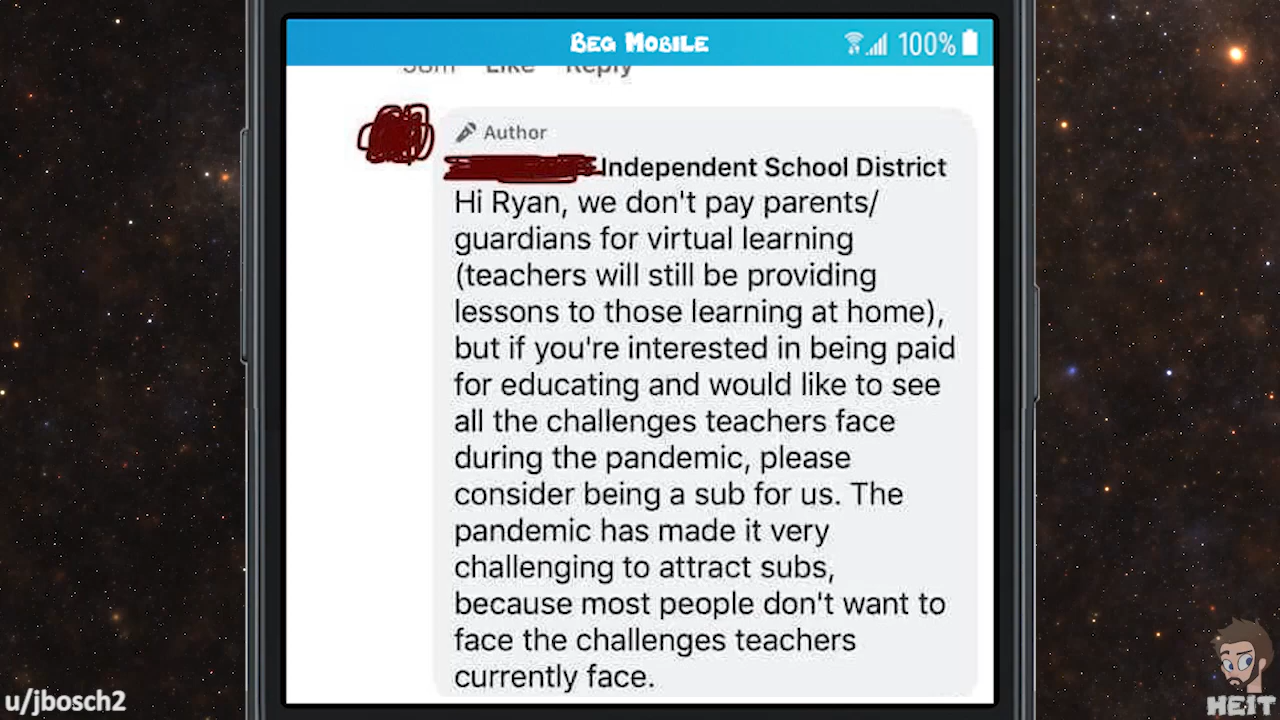 Beg Mobile
100%
38m Like Reply
Author
Independent School District
Hi Ryan, we don't pay parents/
guardians for virtual learning
(teachers will still be providing
lessons to those learning at home),
but if you're interested in being paid
for educating and would like to see
all the challenges teachers face
during the pandemic, please
consider being a sub for us. The
pandemic has made it very
challenging to attract subs,
because most people don't want to
face the challenges teachers
currently face.
u/jbosch2
HEIT